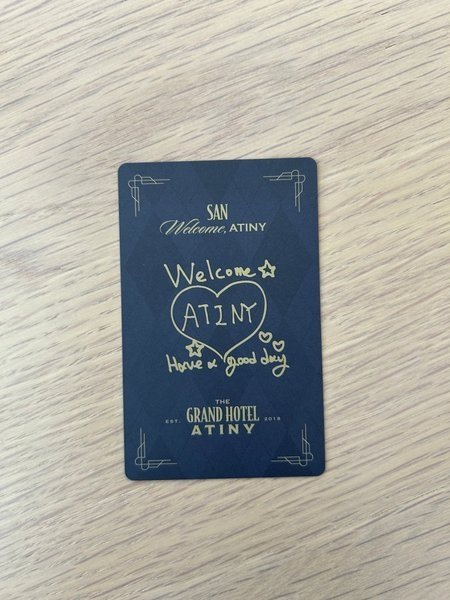 SAN
Welcome, ATINY
Welcome
ATINY
Have a good day
THE
EST. GRAND HOTEL 2018
ATINY